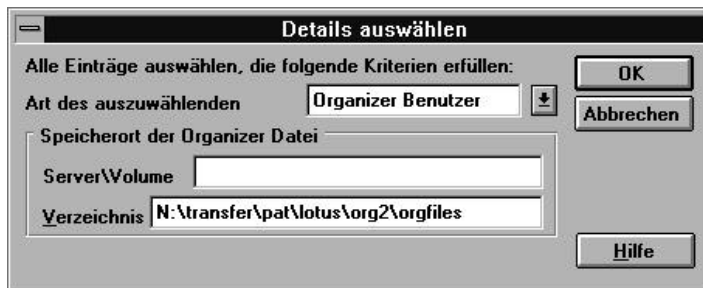 Details auswählen
Alle Einträge auswählen, die folgende Kriterien erfüllen:
OK
Art des auszuwählenden Organizer Benutzer
Abbrechen
Speicherort der Organizer Datei
Server\Volume
Verzeichnis N:\transfer\pat\lotus\org2\orgfiles
Hilfe